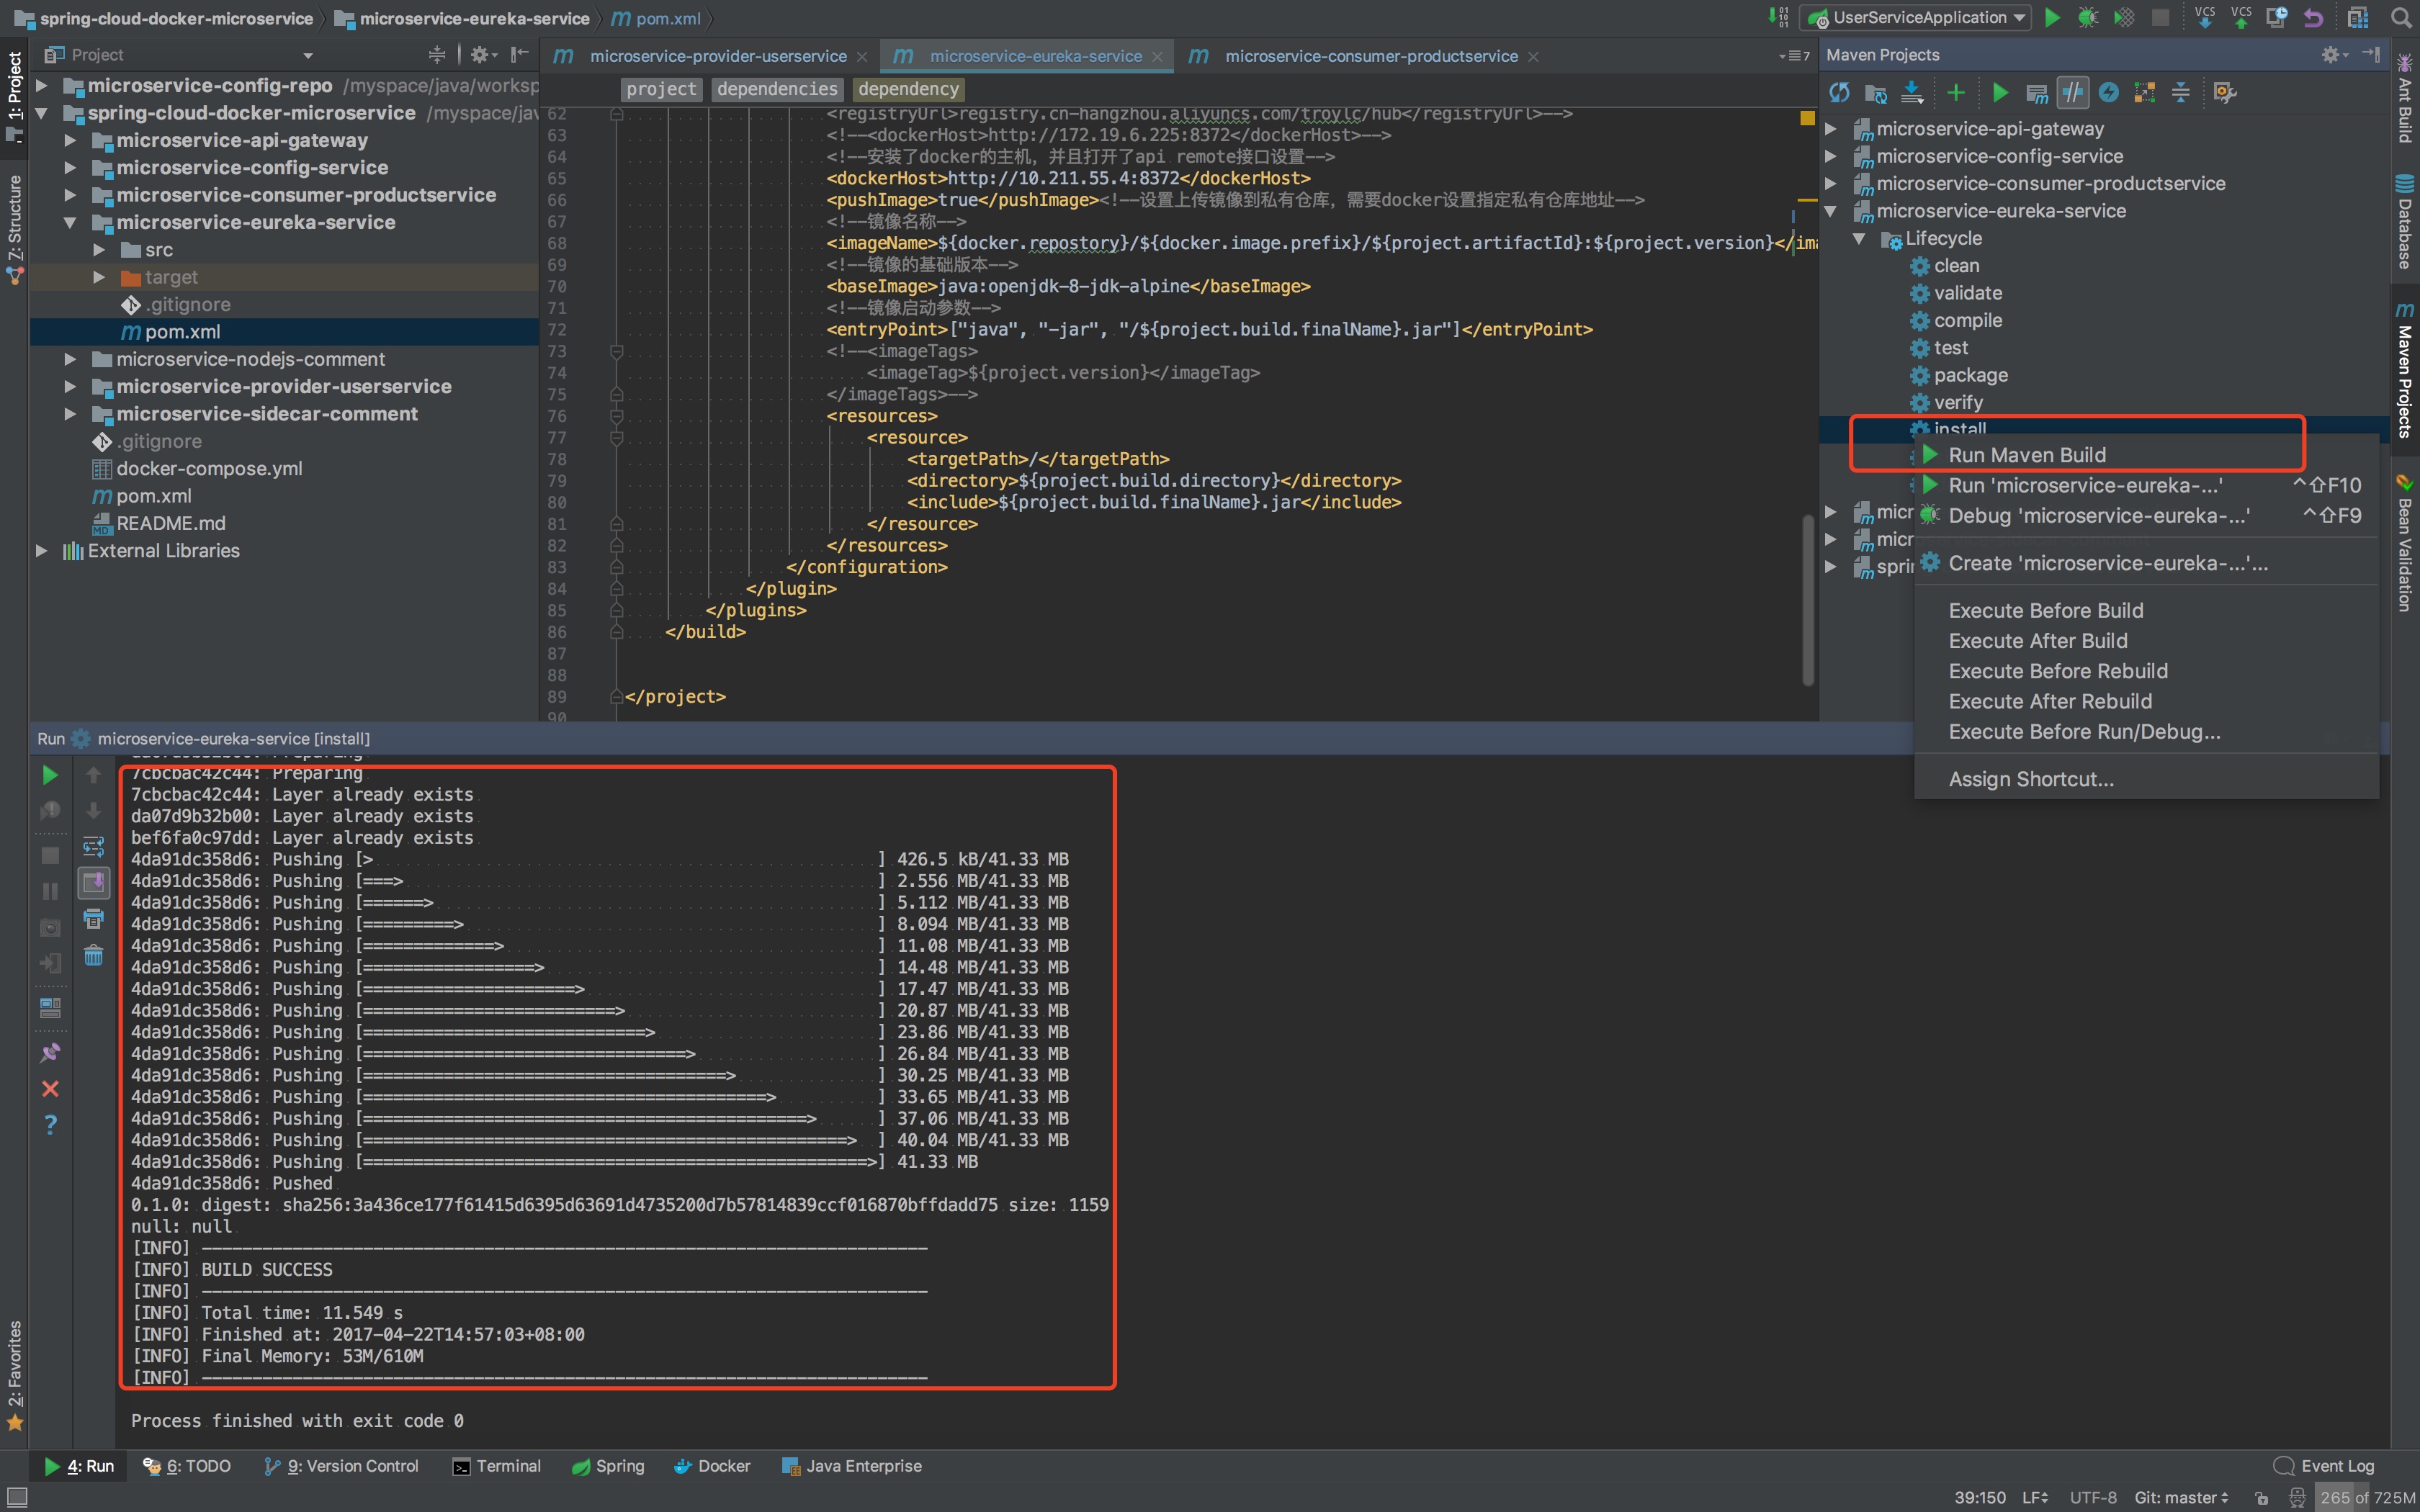 spring-cloud-docker-microservice microservice-eureka-service pom.xml
UserServiceApplication
VCS VCS
Project
microservice-provider-userservice microservice-eureka-service microservice-consumer-productservice
7
project dependencies dependency
1: Project
7: Structure
2: Favorites
microservice-config-repo /myspace/java/worksp
spring-cloud-docker-microservice /myspace/jav
microservice-api-gateway
microservice-config-service
microservice-consumer-productservice
microservice-eureka-service
src
target
.gitignore
pom.xml
microservice-nodejs-comment
microservice-provider-userservice
microservice-sidecar-comment
.gitignore
docker-compose.yml
pom.xml
README.md
External Libraries
62 <registryUrl>registry.cn-hangzhou.aliyuncs.com/troylc/hub</registryUrl>-->
63 <!--<dockerHost>http://172.19.6.225:8372</dockerHost>-->
64 <!--安装了docker的主机，并且打开了api remote接口设置-->
65 <dockerHost>http://10.211.55.4:8372</dockerHost>
66 <pushImage>true</pushImage><!--设置上传镜像到私有仓库，需要docker设置指定私有仓库地址-->
67 <!--镜像名称-->
68 <imageName>${docker.repostory}/${docker.image.prefix}/${project.artifactId}:${project.version}</ima
69 <!--镜像的基础版本-->
70 <baseImage>java:openjdk-8-jdk-alpine</baseImage>
71 <!--镜像启动参数-->
72 <entryPoint>["java", "-jar", "/${project.build.finalName}.jar"]</entryPoint>
73 <!--<imageTags>
74 <imageTag>${project.version}</imageTag>
75 </imageTags>-->
76 <resources>
77 <resource>
78 <targetPath>/</targetPath>
79 <directory>${project.build.directory}</directory>
80 <include>${project.build.finalName}.jar</include>
81 </resource>
82 </resources>
83 </configuration>
84 </plugin>
85 </plugins>
86 </build>
87
88
89 </project>
90
Maven Projects
microservice-api-gateway
microservice-config-service
microservice-consumer-productservice
microservice-eureka-service
Lifecycle
clean
validate
compile
test
package
verify
install
micr
micr
sprin
Run Maven Build
Run 'microservice-eureka-...' ^⇧F10
Debug 'microservice-eureka-...' ^⇧F9
Create 'microservice-eureka-...'...
Execute Before Build
Execute After Build
Execute Before Rebuild
Execute After Rebuild
Execute Before Run/Debug...
Assign Shortcut...
Ant Build
Database
Maven Projects
Bean Validation
Run microservice-eureka-service [install]
7cbcbac42c44: Preparing
7cbcbac42c44: Layer already exists
da07d9b32b00: Layer already exists
bef6fa0c97dd: Layer already exists
4da91dc358d6: Pushing [> ] 426.5 kB/41.33 MB
4da91dc358d6: Pushing [===> ] 2.556 MB/41.33 MB
4da91dc358d6: Pushing [======> ] 5.112 MB/41.33 MB
4da91dc358d6: Pushing [=========> ] 8.094 MB/41.33 MB
4da91dc358d6: Pushing [=============> ] 11.08 MB/41.33 MB
4da91dc358d6: Pushing [=================> ] 14.48 MB/41.33 MB
4da91dc358d6: Pushing [=====================> ] 17.47 MB/41.33 MB
4da91dc358d6: Pushing [=========================> ] 20.87 MB/41.33 MB
4da91dc358d6: Pushing [============================> ] 23.86 MB/41.33 MB
4da91dc358d6: Pushing [================================> ] 26.84 MB/41.33 MB
4da91dc358d6: Pushing [====================================> ] 30.25 MB/41.33 MB
4da91dc358d6: Pushing [========================================> ] 33.65 MB/41.33 MB
4da91dc358d6: Pushing [============================================> ] 37.06 MB/41.33 MB
4da91dc358d6: Pushing [================================================> ] 40.04 MB/41.33 MB
4da91dc358d6: Pushing [==================================================>] 41.33 MB
4da91dc358d6: Pushed
0.1.0: digest: sha256:3a436ce177f61415d6395d63691d4735200d7b57814839ccf016870bffdadd75 size: 1159
null: null
[INFO] ------------------------------------------------------------------------
[INFO] BUILD SUCCESS
[INFO] ------------------------------------------------------------------------
[INFO] Total time: 11.549 s
[INFO] Finished at: 2017-04-22T14:57:03+08:00
[INFO] Final Memory: 53M/610M
[INFO] ------------------------------------------------------------------------
Process finished with exit code 0
4: Run 6: TODO 9: Version Control Terminal Spring Docker Java Enterprise Event Log
39:150 LF UTF-8 Git: master 265 of 725M